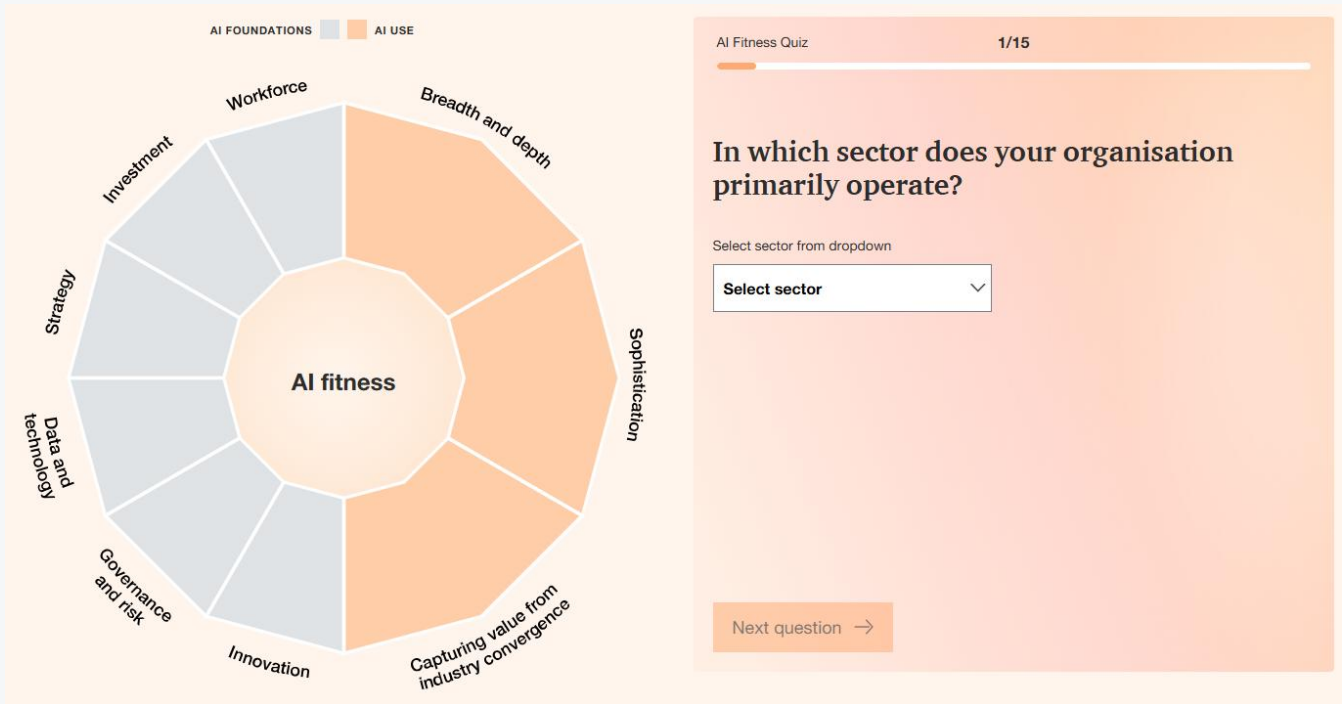 AI FOUNDATIONS
AI USE
Workforce
Breadth and depth
Investment
Strategy
Sophistication
AI fitness
Data and
technology
Governance
and risk
Innovation
Capturing value from
industry convergence
AI Fitness Quiz
1/15
In which sector does your organisation
primarily operate?
Select sector from dropdown
Select sector
Next question →